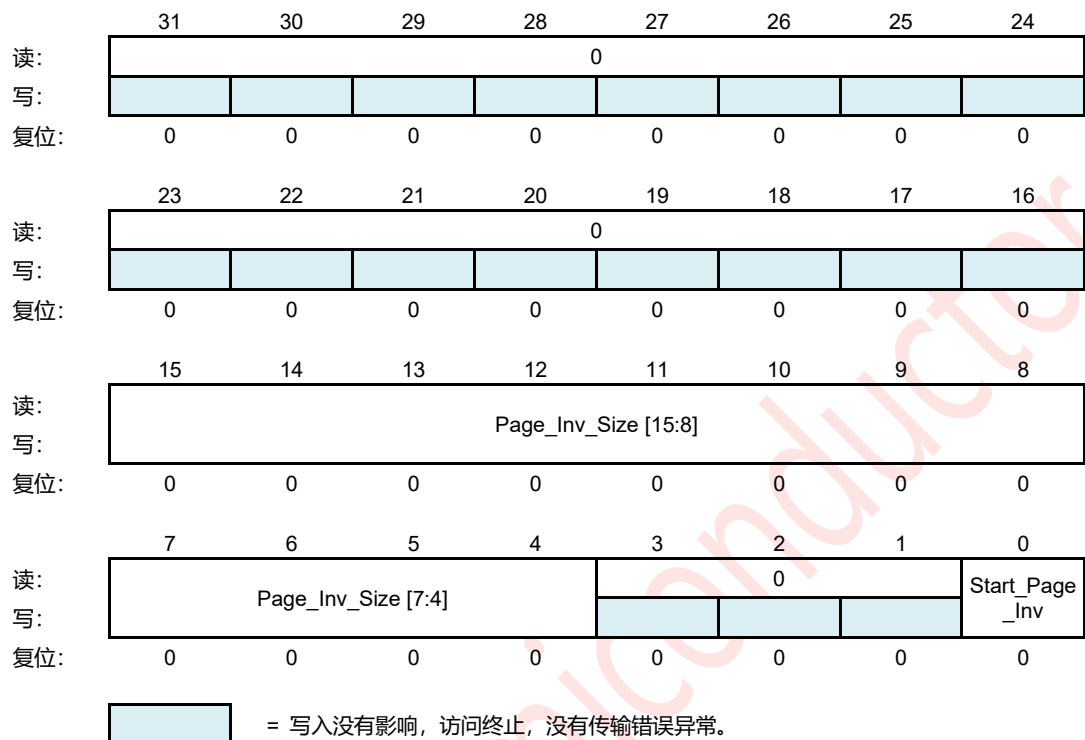 31 30 29 28 27 26 25 24
读: 0
写:
复位: 0 0 0 0 0 0 0 0
23 22 21 20 19 18 17 16
读: 0
写:
复位: 0 0 0 0 0 0 0 0
15 14 13 12 11 10 9 8
读:
Page_Inv_Size [15:8]
写:
复位: 0 0 0 0 0 0 0 0
7 6 5 4 3 2 1 0
读: 0 Start_Page
Page_Inv_Size [7:4]
写: _Inv
复位: 0 0 0 0 0 0 0 0
= 写入没有影响，访问终止，没有传输错误异常。
niconductor